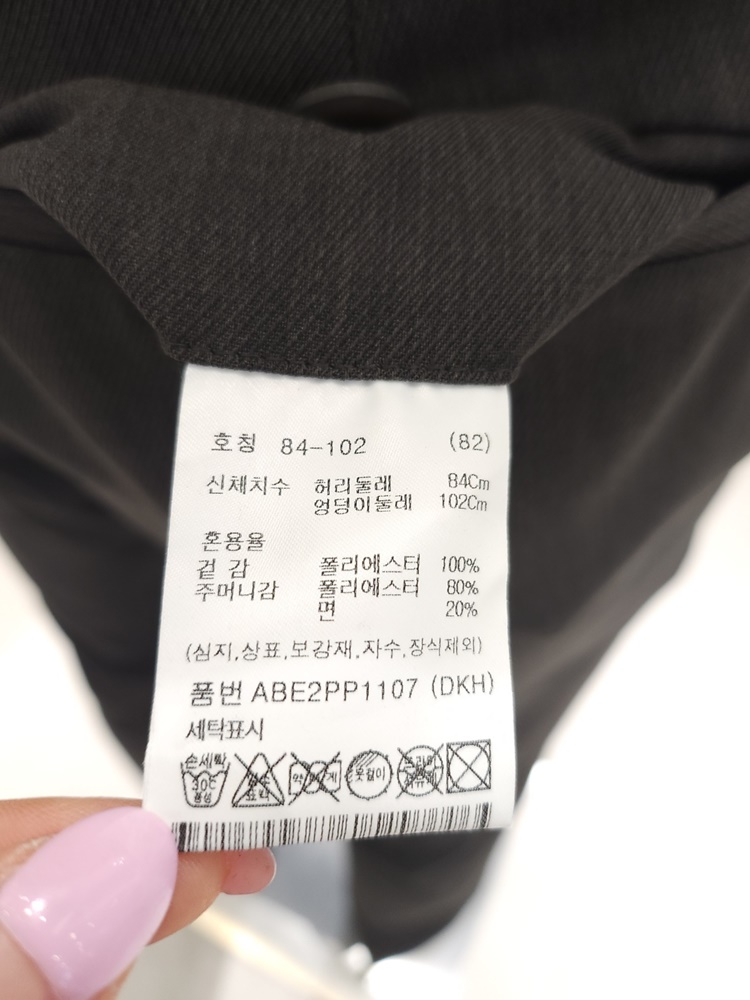 호칭 84-102 (82)
신체치수 허리둘레 84Cm
엉덩이둘레 102Cm
혼용율
겉 감 폴리에스터 100%
주머니감 폴리에스터 80%
면 20%
(심지,상표,보강재,자수,장식제외)
품번 ABE2PP1107 (DKH)
세탁표시
손세탁 30℃ 중성 옷걸이